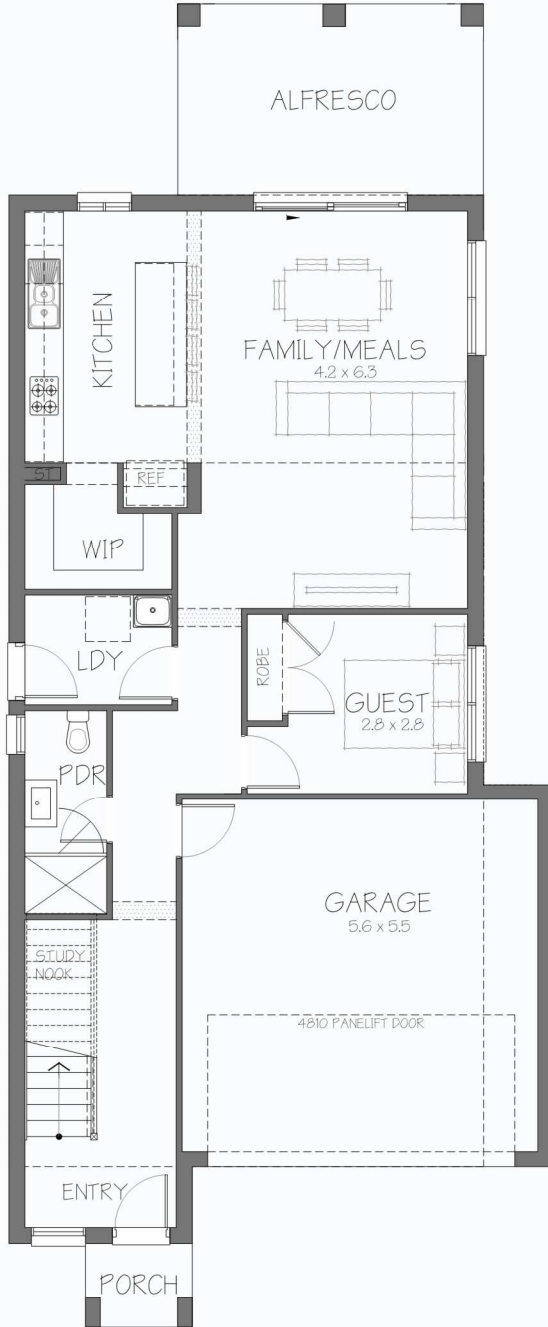 ALFRESCO
KITCHEN
FAMILY/MEALS
4.2 x 6.3
ST
REF
WIP
LDY
ROBE
GUEST
2.8 x 2.8
PDR
GARAGE
5.6 x 5.5
STUDY
NOOK
4810 PANELIFT DOOR
ENTRY
PORCH